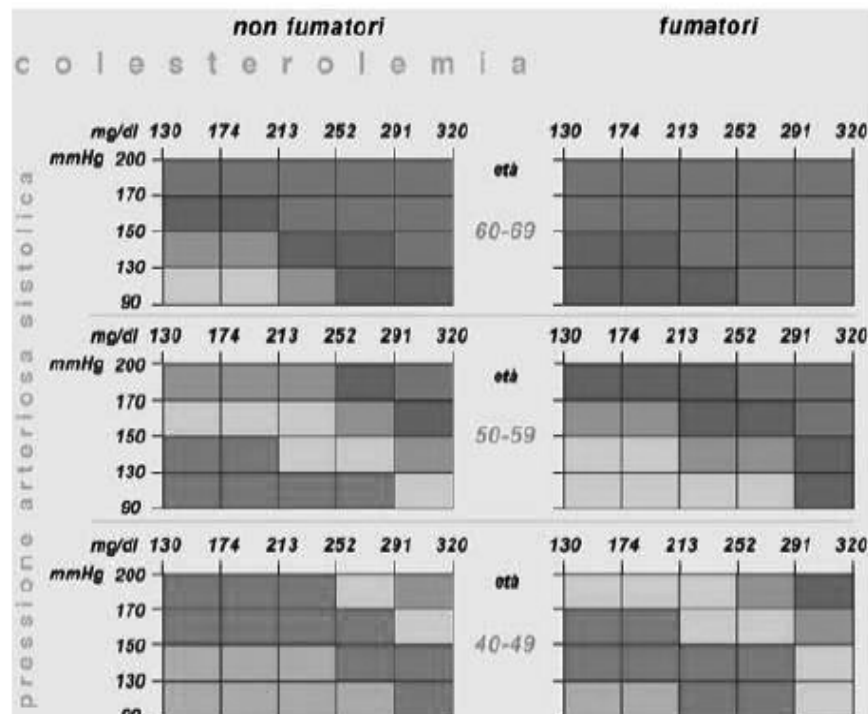 non fumatori fumatori
colesterolemia
mg/dl 130 174 213 252 291 320 130 174 213 252 291 320
mmHg 200 età
170
150 60-69
130
90
mg/dl 130 174 213 252 291 320 130 174 213 252 291 320
mmHg 200 età
170
150 50-59
130
90
mg/dl 130 174 213 252 291 320 130 174 213 252 291 320
mmHg 200 età
170
150 40-49
130
90
pressione arteriosa sistolica